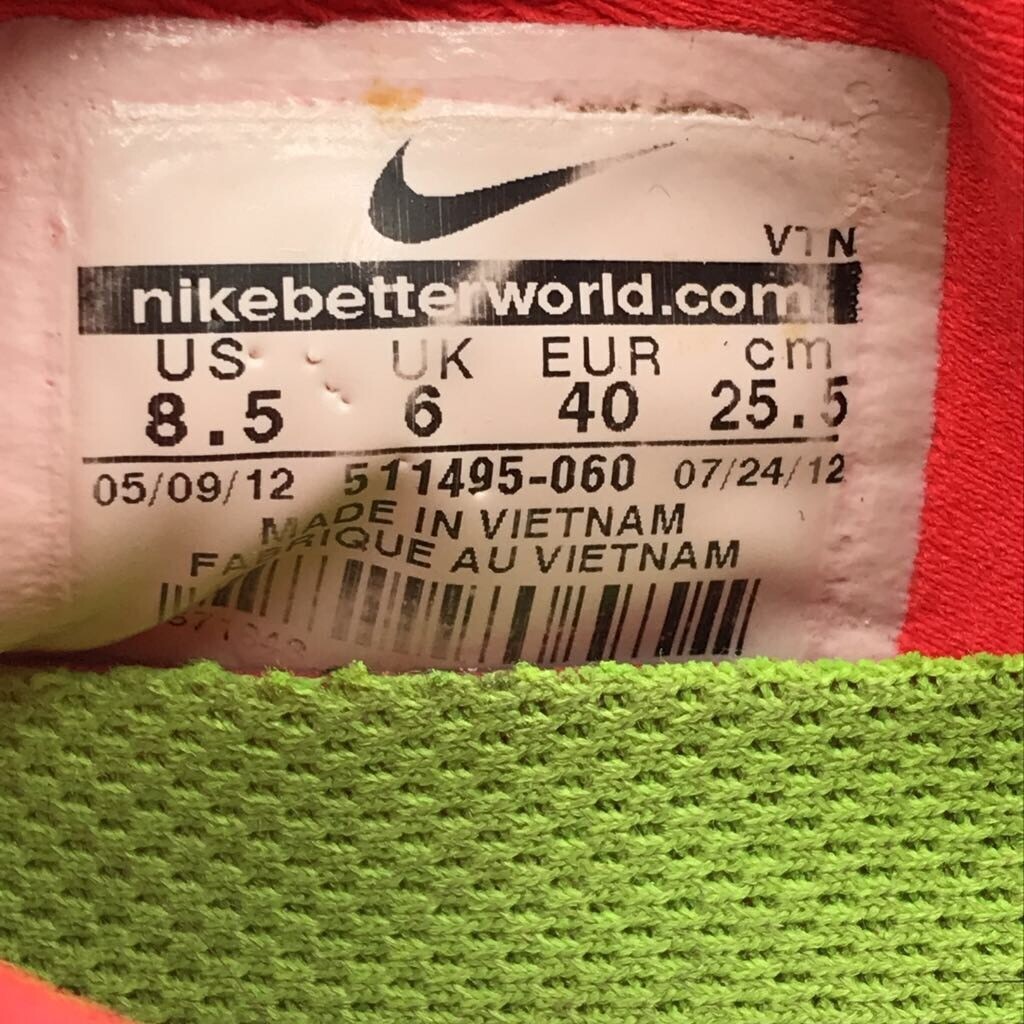 VTN
nikebetterworld.com
US UK EUR cm
8.5 6 40 25.5
05/09/12 511495-060 07/24/12
MADE IN VIETNAM
FABRIQUE AU VIETNAM